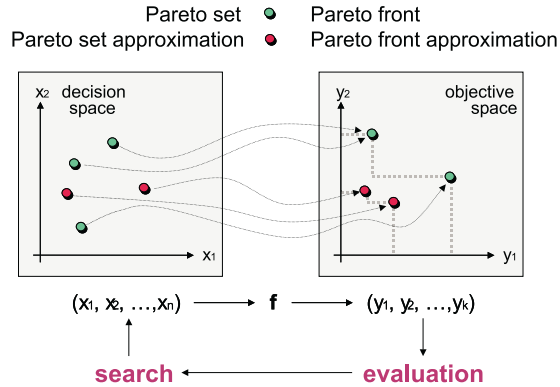 Pareto set Pareto front
Pareto set approximation Pareto front approximation
x2 decision space
y2 objective space
x1
y1
(x1, x2, ...,xn) f (y1, y2, ...,yk)
search evaluation